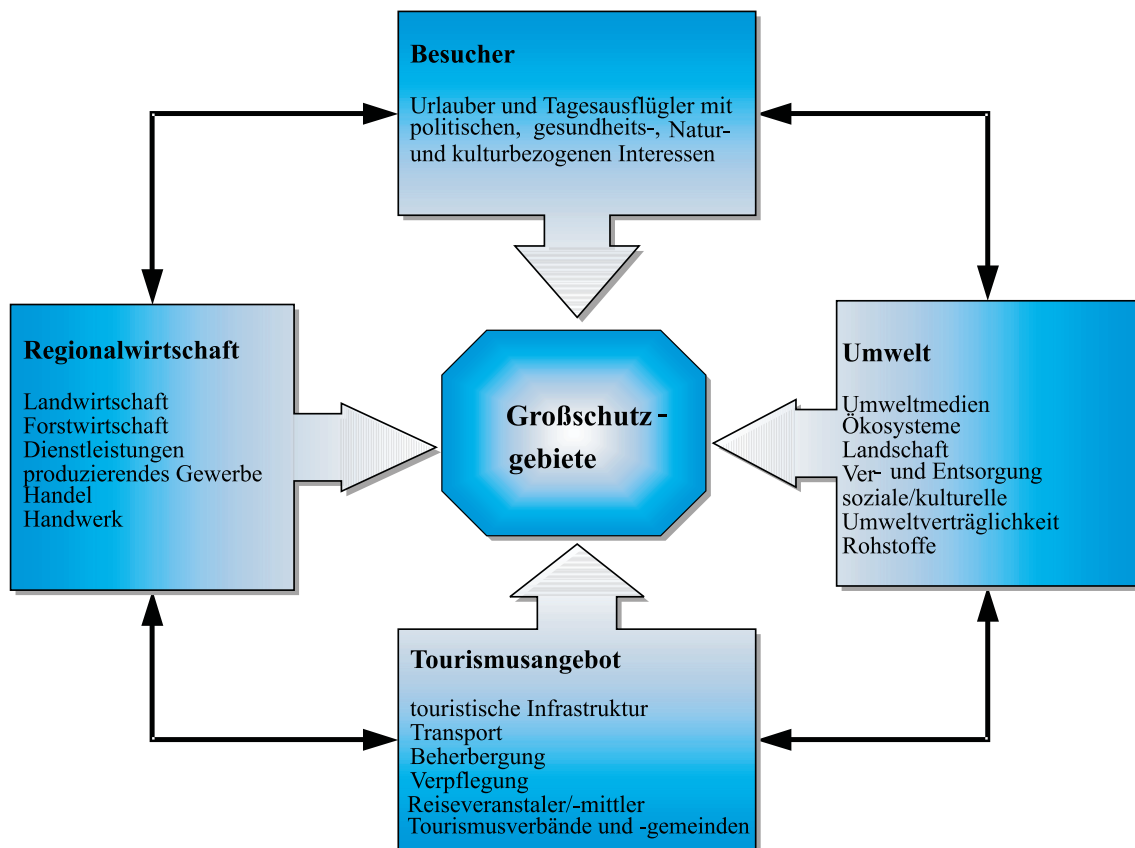 Besucher
Urlauber und Tagesausflügler mit
politischen, gesundheits-, Natur-
und kulturbezogenen Interessen
Regionalwirtschaft
Landwirtschaft
Forstwirtschaft
Dienstleistungen
produzierendes Gewerbe
Handel
Handwerk
Großschutz-
gebiete
Umwelt
Umweltmedien
Ökosysteme
Landschaft
Ver- und Entsorgung
soziale/kulturelle
Umweltverträglichkeit
Rohstoffe
Tourismusangebot
touristische Infrastruktur
Transport
Beherbergung
Verpflegung
Reiseveranstaler/-mittler
Tourismusverbände und -gemeinden